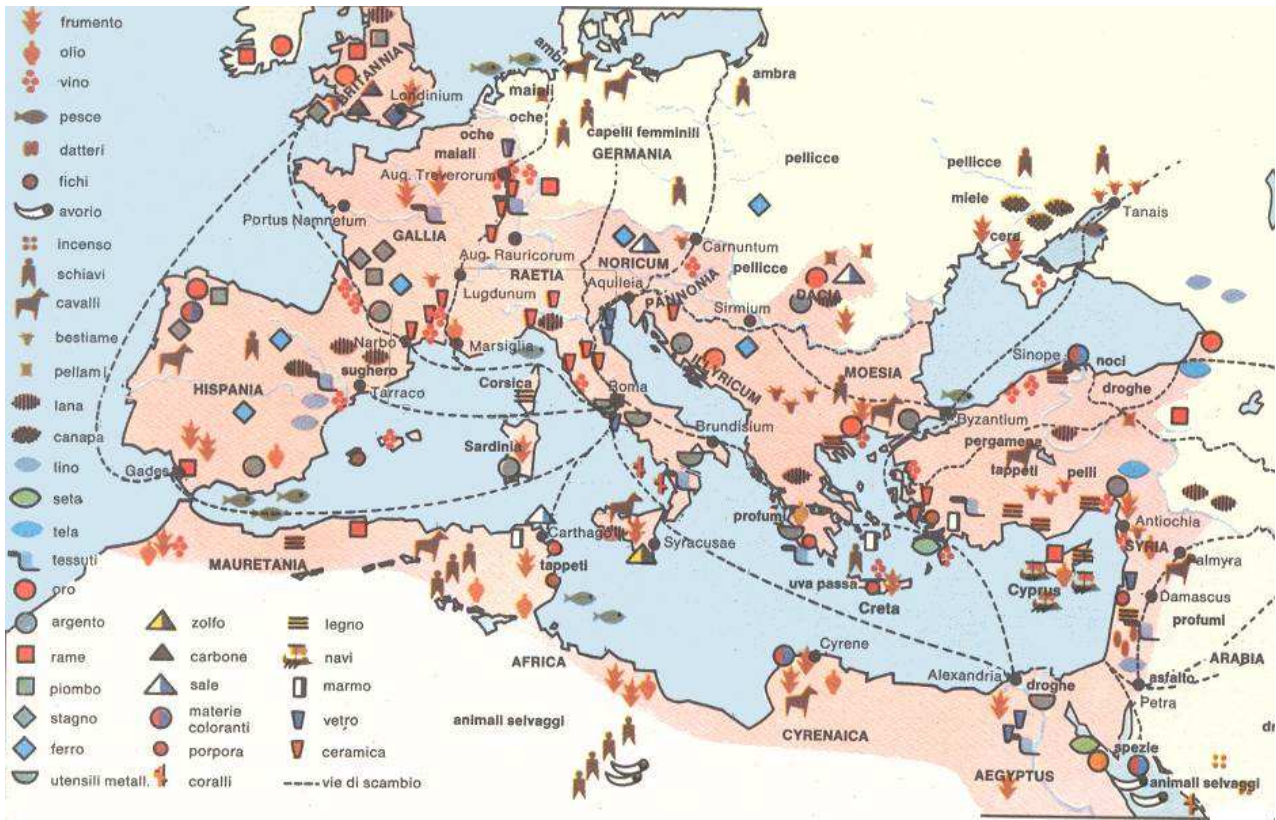 frumento
olio
vino
pesce
datteri
fichi
avorio
incenso
schiavi
cavalli
bestiame
pellami
lana
canapa
lino
seta
tela
tessuti
oro
argento
rame
piombo
stagno
ferro
utensili metall.
zolfo
carbone
sale
materie
coloranti
porpora
coralli
legno
navi
marmo
vetro
ceramica
vie di scambio
BRITANNIA
Londinium
ambra
maiali
oche
oche
maiali
capelli femminili
GERMANIA
ambra
pellicce
pellicce
miele
cera
Tanais
Aug. Treverorum
Portus Namnetum
GALLIA
Aug. Rauricorum
RAETIA
Lugdunum
NORICUM
Carnuntum
pellicce
Aquileia
PANNONIA
DACIA
Sirmium
Narbo
Marsiglia
sughero
Tarraco
HISPANIA
Gades
Corsica
Sardinia
Roma
ILLYRICUM
MOESIA
Brundisium
Byzantium
Sinope
noci
droghe
pergamene
tappeti
pelli
profumi
Antiochia
SYRIA
almyra
Damascus
profumi
ARABIA
MAURETANIA
Carthago
tappeti
Syracusae
uva passa
Creta
Cyprus
AFRICA
animali selvaggi
Cyrene
CYRENAICA
Alexandria
droghe
asfalto
Petra
AEGYPTUS
spezie
animali selvaggi